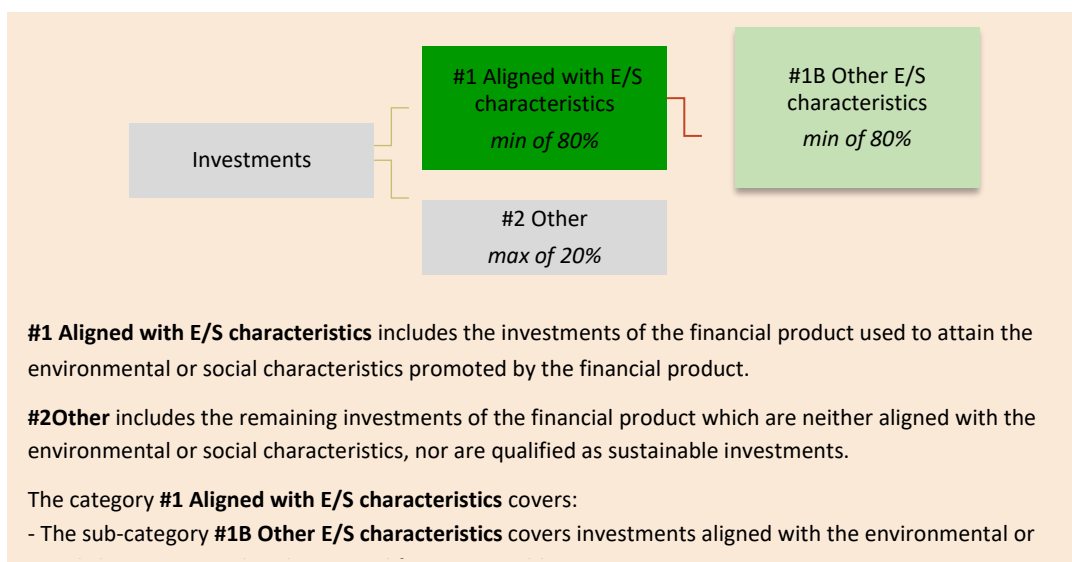 #1 Aligned with E/S
characteristics
min of 80%
#1B Other E/S
characteristics
min of 80%
Investments
#2 Other
max of 20%
#1 Aligned with E/S characteristics includes the investments of the financial product used to attain the
environmental or social characteristics promoted by the financial product.
#2Other includes the remaining investments of the financial product which are neither aligned with the
environmental or social characteristics, nor are qualified as sustainable investments.
The category #1 Aligned with E/S characteristics covers:
- The sub-category #1B Other E/S characteristics covers investments aligned with the environmental or